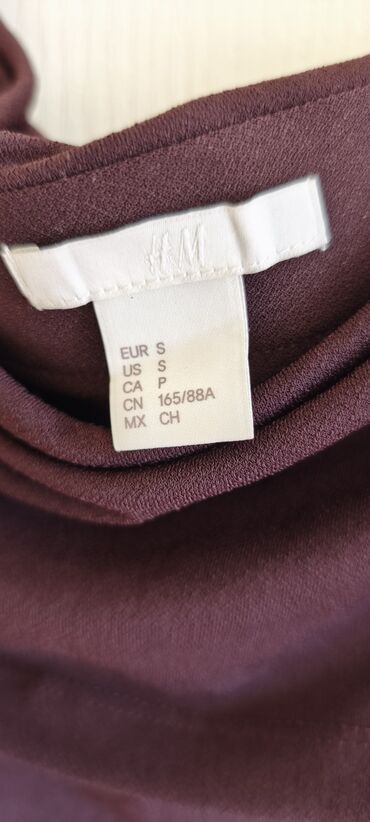 H&M
EUR S
US S
CA P
CN 165/88A
MX CH